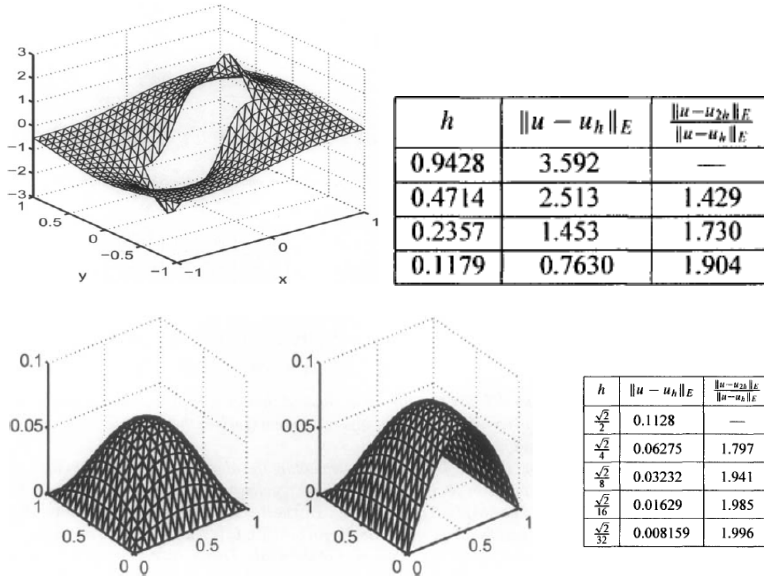 3
2
1
0
−1
−2
−3
1
0.5
0
−0.5
−1
−1
0
1
y
x
h ‖u − u_h‖_E ‖u−u_{2h}‖_E / ‖u−u_h‖_E
0.9428 3.592 —
0.4714 2.513 1.429
0.2357 1.453 1.730
0.1179 0.7630 1.904
0.1
0.05
0
1
0.5
0
0
0.5
1
0.1
0.05
0
1
0.5
0
0
0.5
1
h ‖u − u_h‖_E ‖u−u_{2h}‖_E / ‖u−u_h‖_E
√2/2 0.1128 —
√2/4 0.06275 1.797
√2/8 0.03232 1.941
√2/16 0.01629 1.985
√2/32 0.008159 1.996